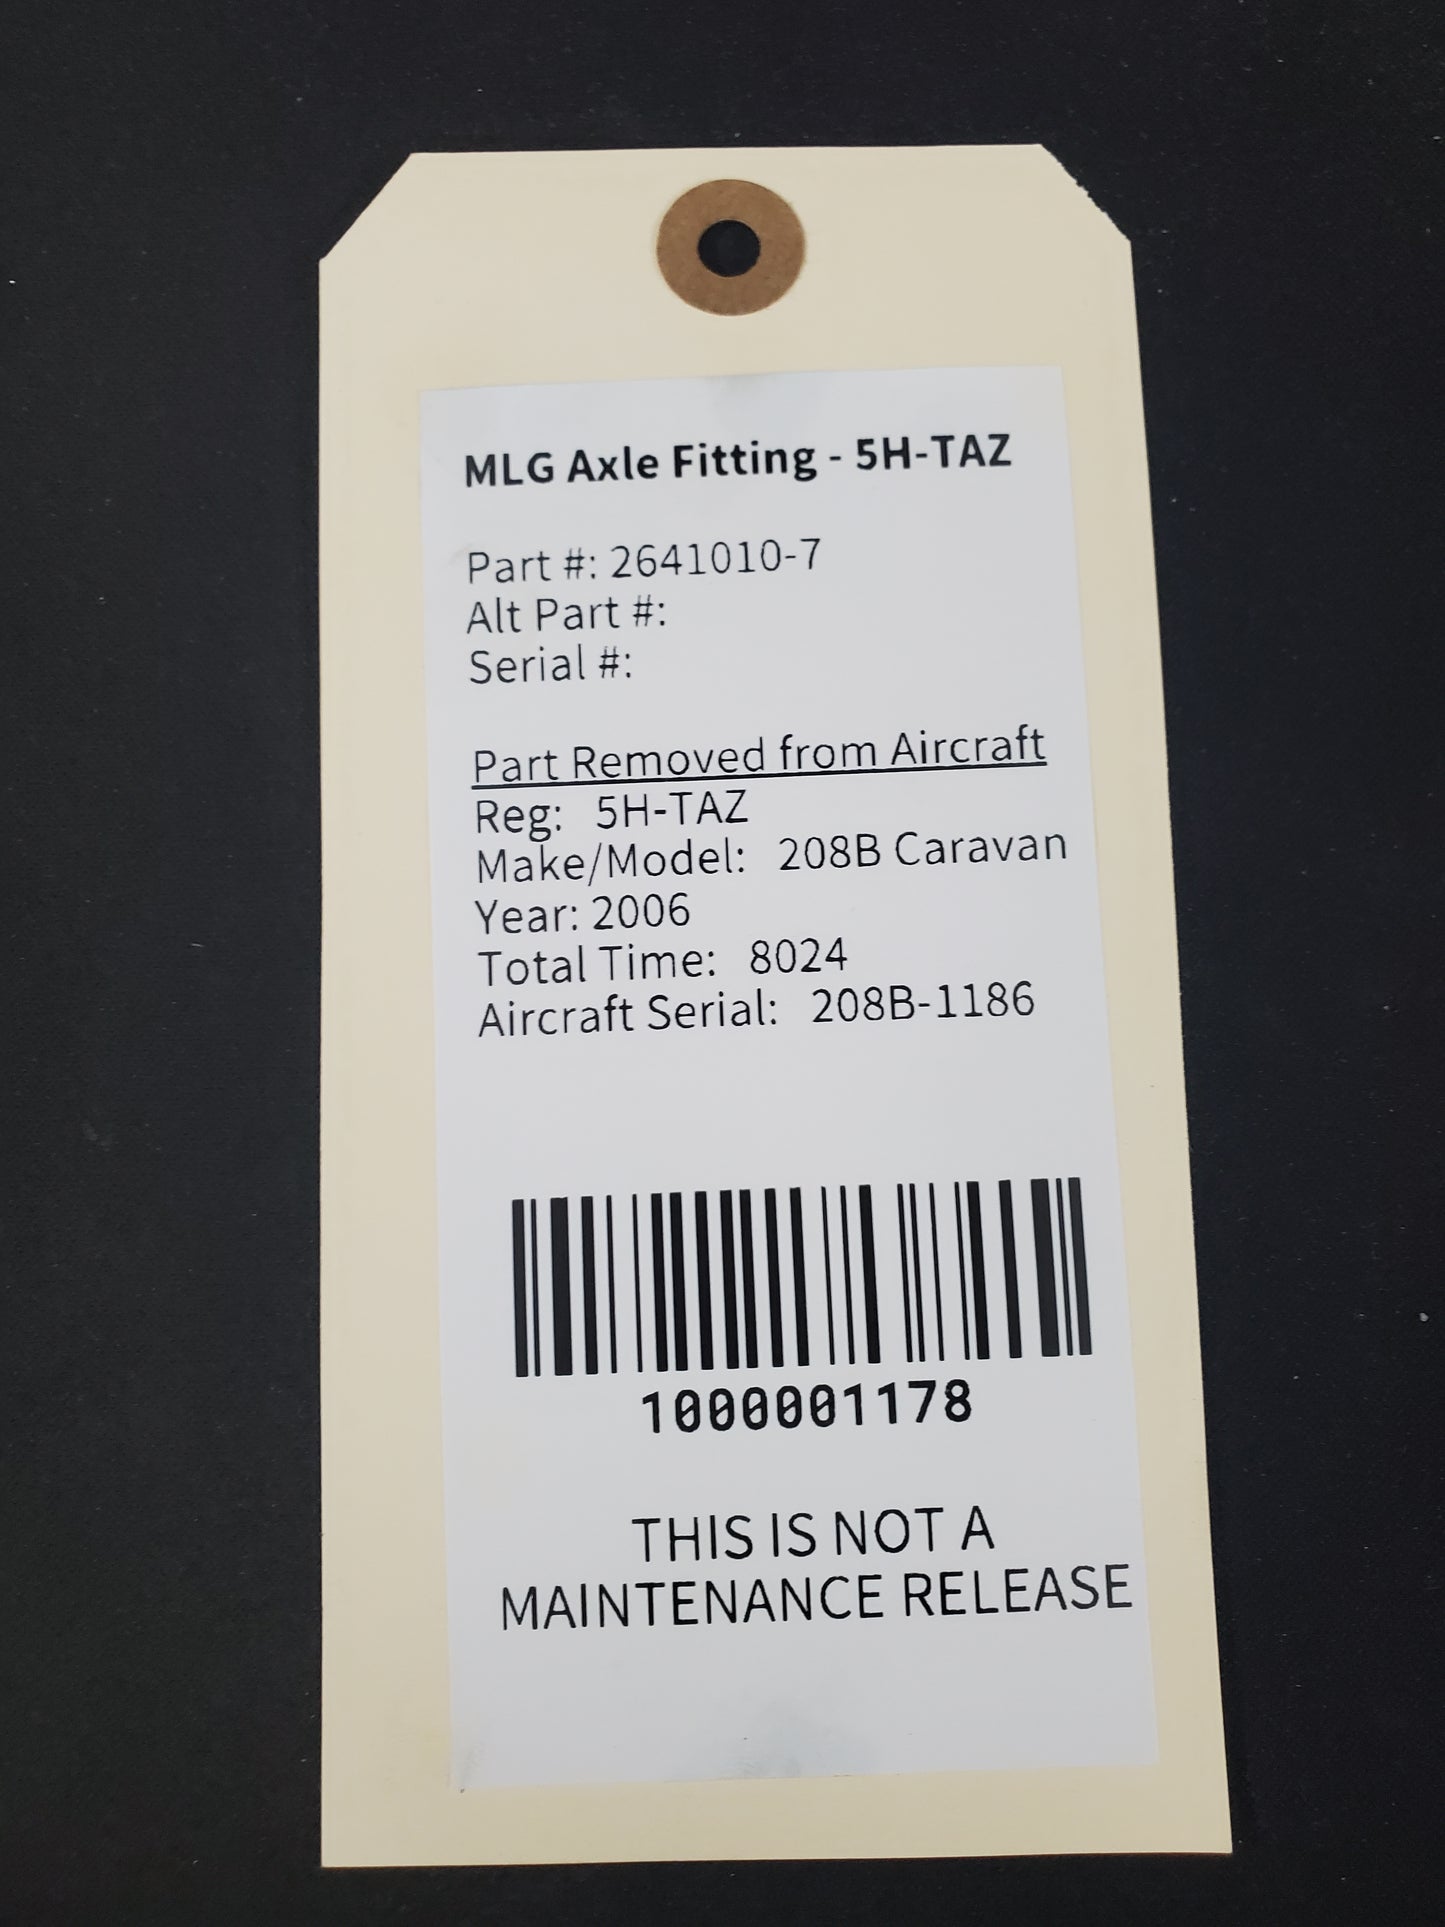 MLG Axle Fitting - 5H-TAZ
Part #: 2641010-7
Alt Part #:
Serial #:
Part Removed from Aircraft
Reg: 5H-TAZ
Make/Model: 208B Caravan
Year: 2006
Total Time: 8024
Aircraft Serial: 208B-1186
1000001178
THIS IS NOT A
MAINTENANCE RELEASE